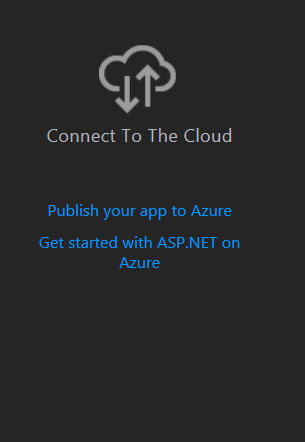 Connect To The Cloud
Publish your app to Azure
Get started with ASP.NET on
Azure